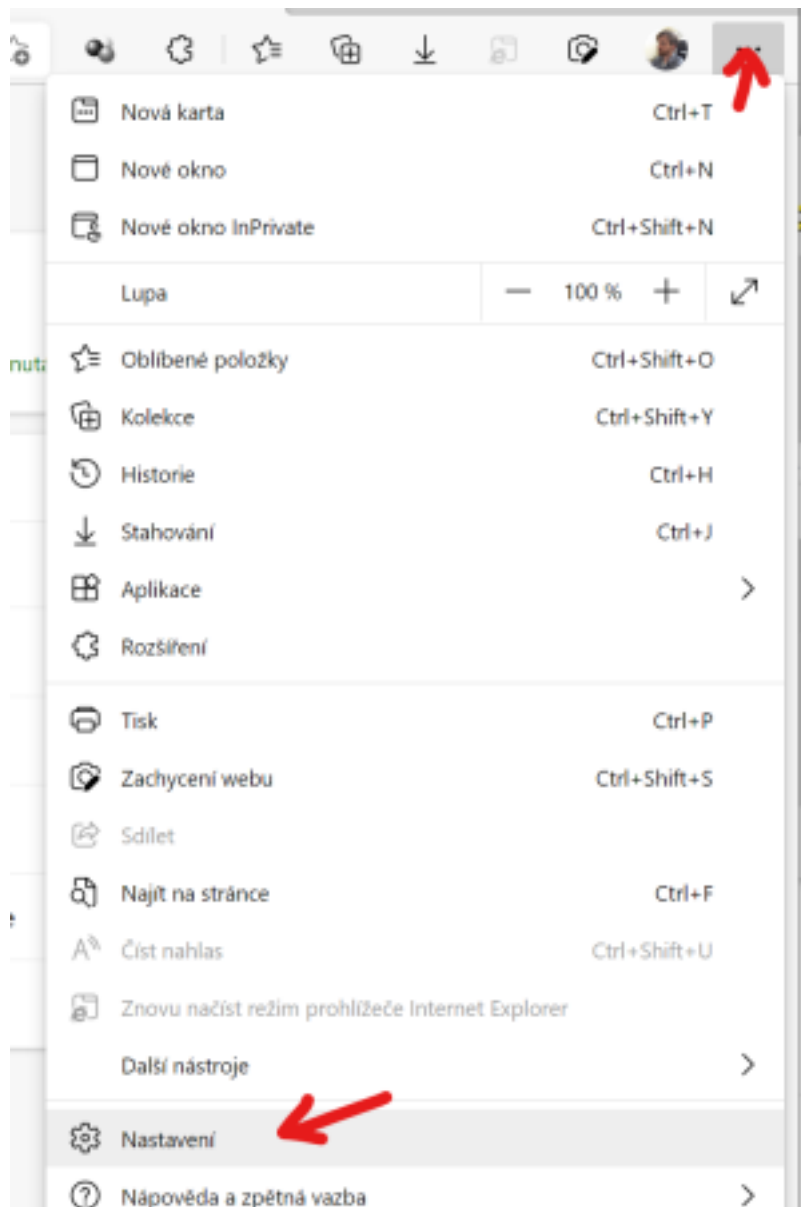 Nová karta Ctrl+T
Nové okno Ctrl+N
Nové okno InPrivate Ctrl+Shift+N
Lupa 100 %
Oblíbené položky Ctrl+Shift+O
Kolekce Ctrl+Shift+Y
Historie Ctrl+H
Stahování Ctrl+J
Aplikace
Rozšíření
Tisk Ctrl+P
Zachycení webu Ctrl+Shift+S
Sdílet
Najít na stránce Ctrl+F
Číst nahlas Ctrl+Shift+U
Znovu načíst režim prohlížeče Internet Explorer
Další nástroje
Nastavení
Nápověda a zpětná vazba